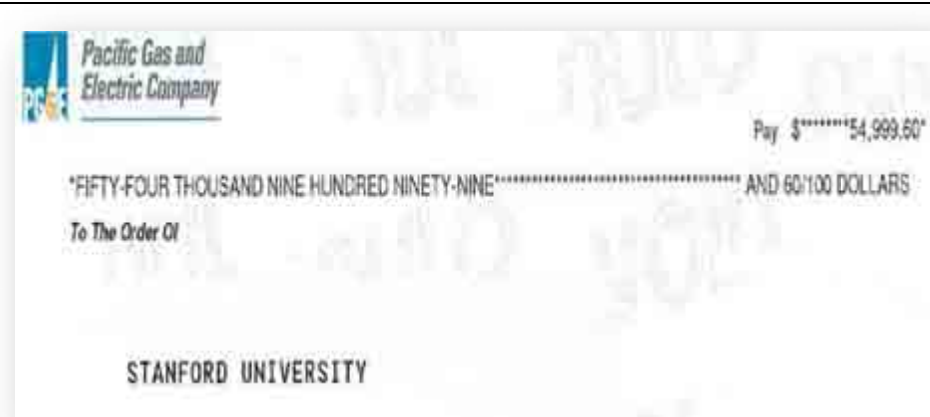 Pacific Gas and
Electric Company
PG&E
Pay $********54,999.60*
*FIFTY-FOUR THOUSAND NINE HUNDRED NINETY-NINE**************************************** AND 60/100 DOLLARS
To The Order Of
STANFORD UNIVERSITY